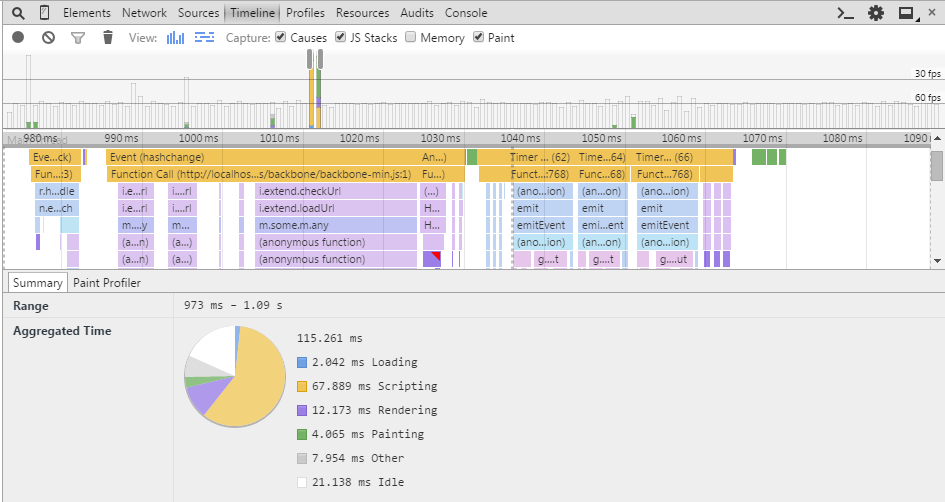 Elements Network Sources Timeline Profiles Resources Audits Console
View: Capture: Causes JS Stacks Memory Paint
30 fps
60 fps
980 ms 990 ms 1000 ms 1010 ms 1020 ms 1030 ms 1040 ms 1050 ms 1060 ms 1070 ms 1080 ms 1090 ms
Eve...ck) Event (hashchange) An...) Timer ... (62) Time...64) Timer... (66)
Fun...:3) Function Call (http://localhos...s/backbone/backbone-min.js:1) Fu...) Funct...:768) Func...68) Funct...:768)
r.h...dle i.e...rl i....rl i.extend.checkUrl (...) (ano...ion) (an...on) (ano...ion)
n.e...ch i.e...rl i....rl i.extend.loadUrl H... emit emit emit
m....y m... m.some.m.any H... emitEvent emi...ent emitEvent
(a...n) (a...) (anonymous function) (ano...ion) (an...on) (ano...ion)
(a...n) (a...) (anonymous function) g....t g....t g...ut
Summary Paint Profiler
Range 973 ms – 1.09 s
Aggregated Time
115.261 ms
2.042 ms Loading
67.889 ms Scripting
12.173 ms Rendering
4.065 ms Painting
7.954 ms Other
21.138 ms Idle